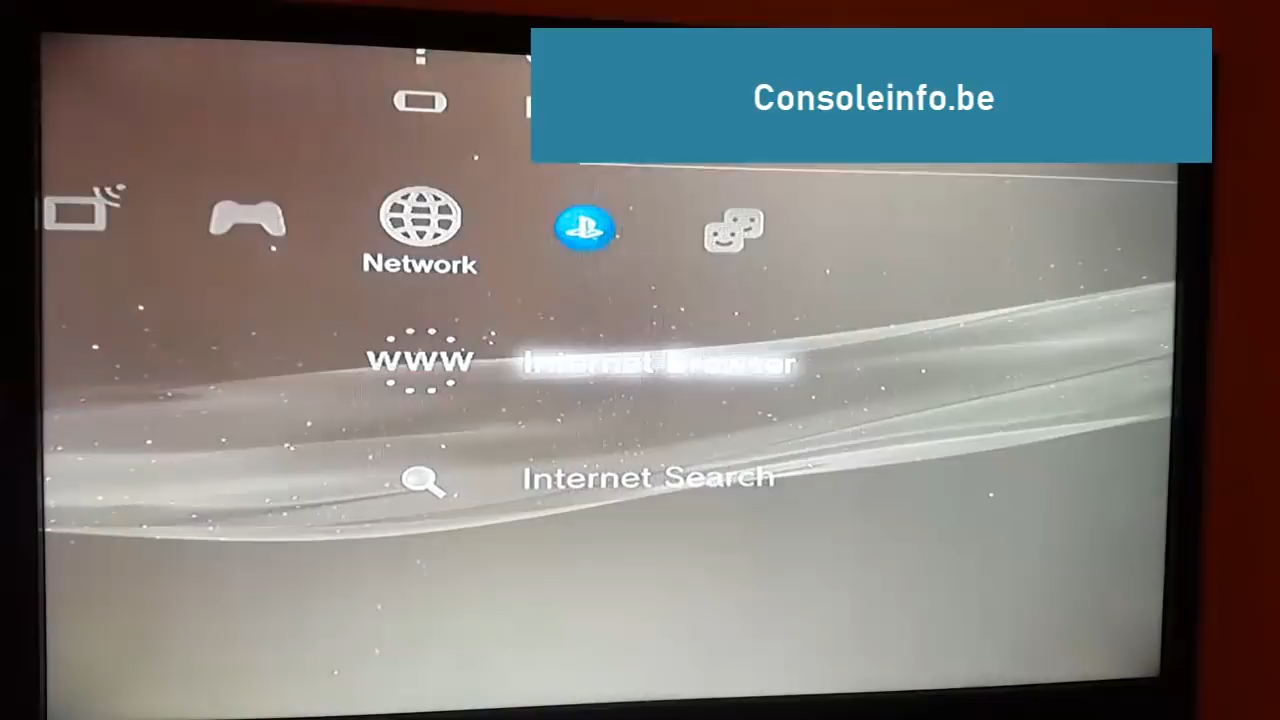 Consoleinfo.be
Network
www
Internet Browser
Internet Search